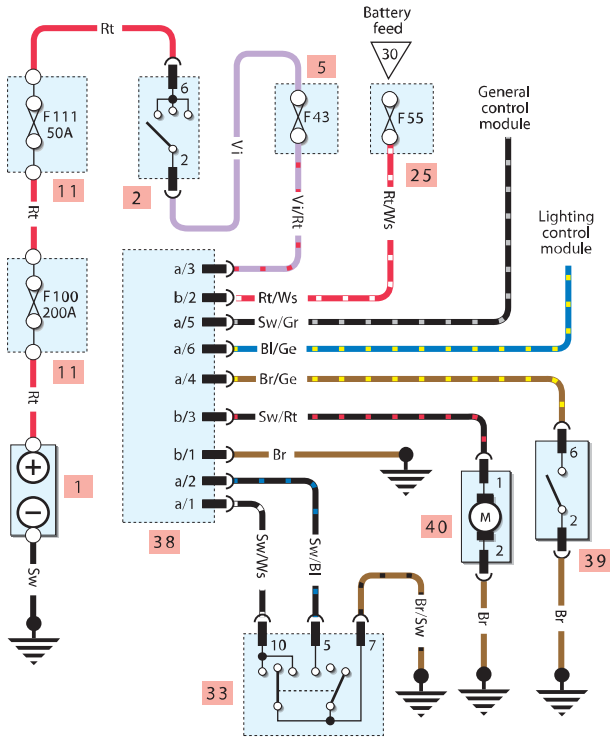 Rt
Battery
feed
30
5
General
control
module
6
F111
50A
F43
F55
2
11
2
Vi
25
Rt
Vi/Rt
Rt/Ws
Lighting
control
module
a/3
F100
200A
b/2
Rt/Ws
a/5
Sw/Gr
a/6
Bl/Ge
11
a/4
Br/Ge
Rt
b/3
Sw/Rt
b/1
Br
6
+
1
a/2
1
−
a/1
M
40
2
38
2
39
Sw
Sw/Ws
Sw/Bl
Br/Sw
Br
Br
10
5
7
33